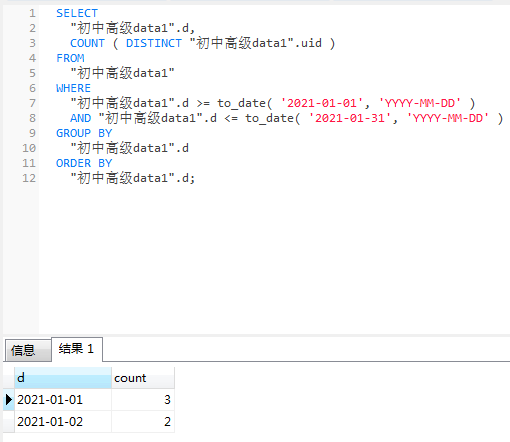 1 SELECT
2 "初中高级data1".d,
3 COUNT ( DISTINCT "初中高级data1".uid )
4 FROM
5 "初中高级data1"
6 WHERE
7 "初中高级data1".d >= to_date( '2021-01-01', 'YYYY-MM-DD' )
8 AND "初中高级data1".d <= to_date( '2021-01-31', 'YYYY-MM-DD' )
9 GROUP BY
10 "初中高级data1".d
11 ORDER BY
12 "初中高级data1".d;
信息 结果 1
d count
2021-01-01 3
2021-01-02 2